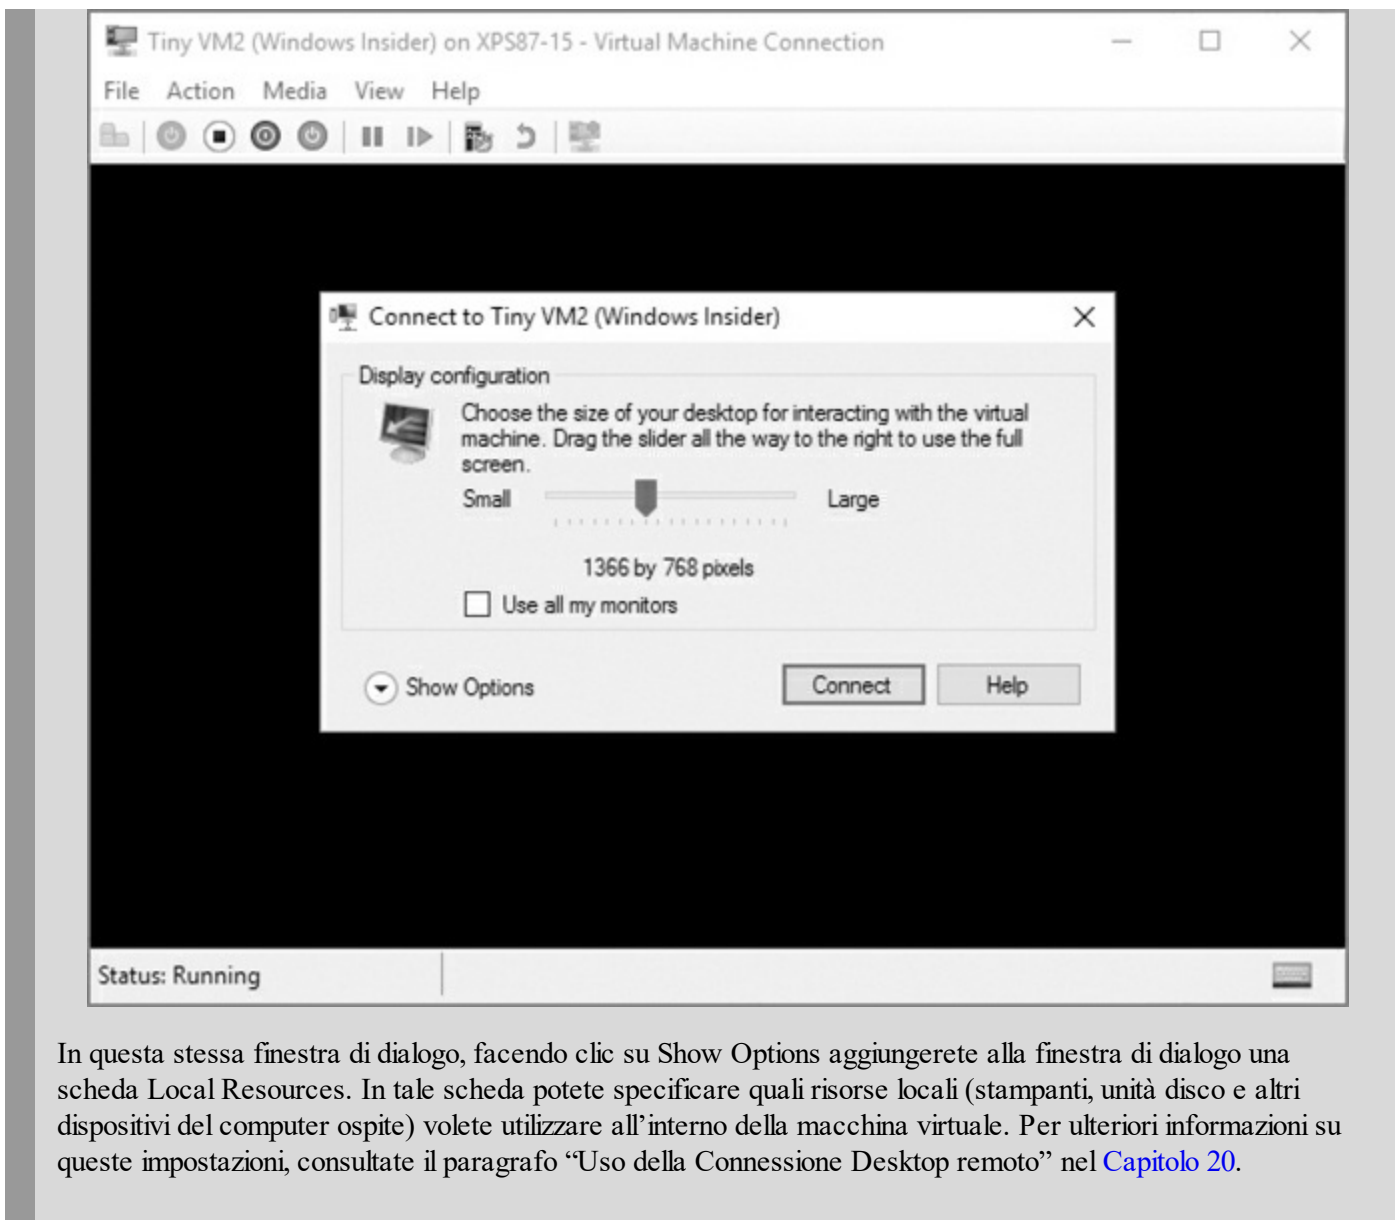 Tiny VM2 (Windows Insider) on XPS87-15 - Virtual Machine Connection
File Action Media View Help
Connect to Tiny VM2 (Windows Insider)
Display configuration
Choose the size of your desktop for interacting with the virtual
machine. Drag the slider all the way to the right to use the full
screen.
Small Large
1366 by 768 pixels
Use all my monitors
Show Options Connect Help
Status: Running
In questa stessa finestra di dialogo, facendo clic su Show Options aggiungerete alla finestra di dialogo una
scheda Local Resources. In tale scheda potete specificare quali risorse locali (stampanti, unità disco e altri
dispositivi del computer ospite) volete utilizzare all’interno della macchina virtuale. Per ulteriori informazioni su
queste impostazioni, consultate il paragrafo “Uso della Connessione Desktop remoto” nel Capitolo 20.